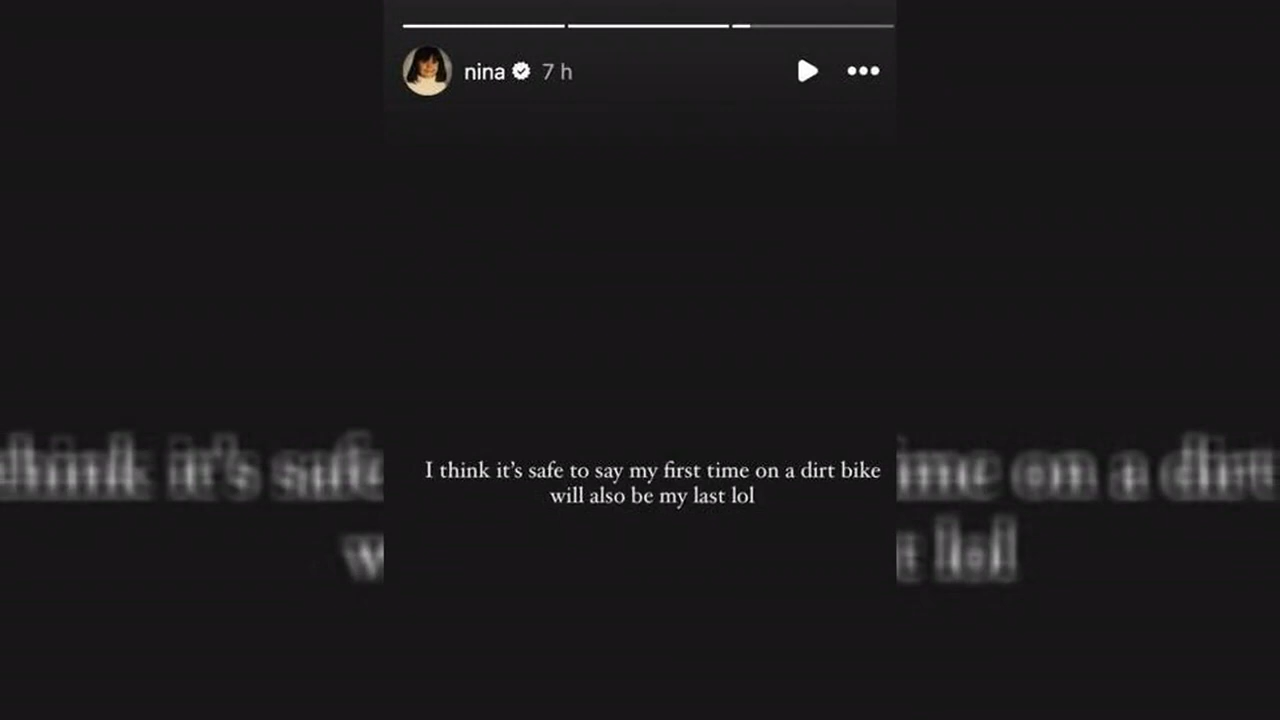 nina 7 h
I think it's safe to say my first time on a dirt bike
will also be my last lol